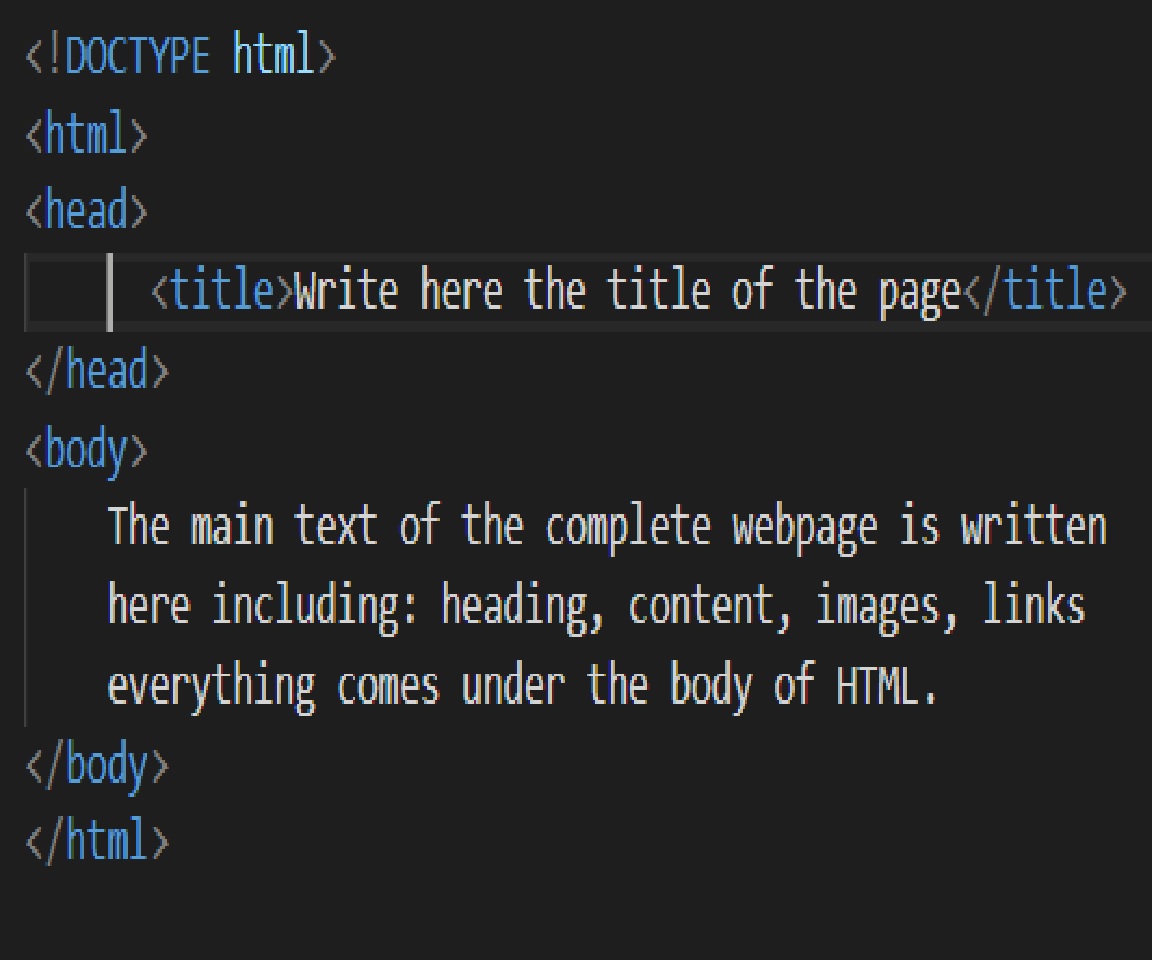 <!DOCTYPE html>
<html>
<head>
<title>Write here the title of the page</title>
</head>
<body>
The main text of the complete webpage is written
here including: heading, content, images, links
everything comes under the body of HTML.
</body>
</html>